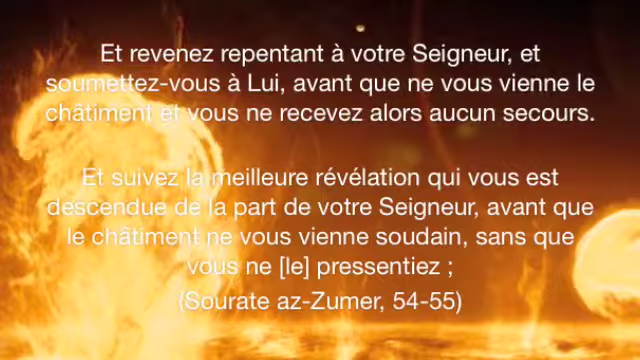 Et revenez repentant à votre Seigneur, et
soumettez-vous à Lui, avant que ne vous vienne le
châtiment et vous ne recevez alors aucun secours.
Et suivez la meilleure révélation qui vous est
descendue de la part de votre Seigneur, avant que
le châtiment ne vous vienne soudain, sans que
vous ne [le] pressentiez ;
(Sourate az-Zumer, 54-55)